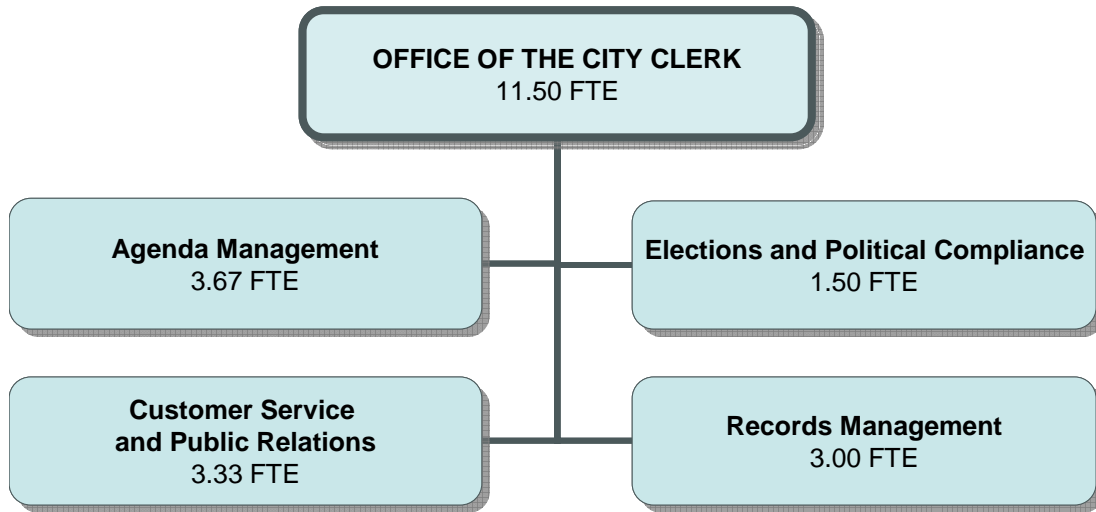 OFFICE OF THE CITY CLERK
11.50 FTE
Agenda Management
3.67 FTE
Elections and Political Compliance
1.50 FTE
Customer Service
and Public Relations
3.33 FTE
Records Management
3.00 FTE